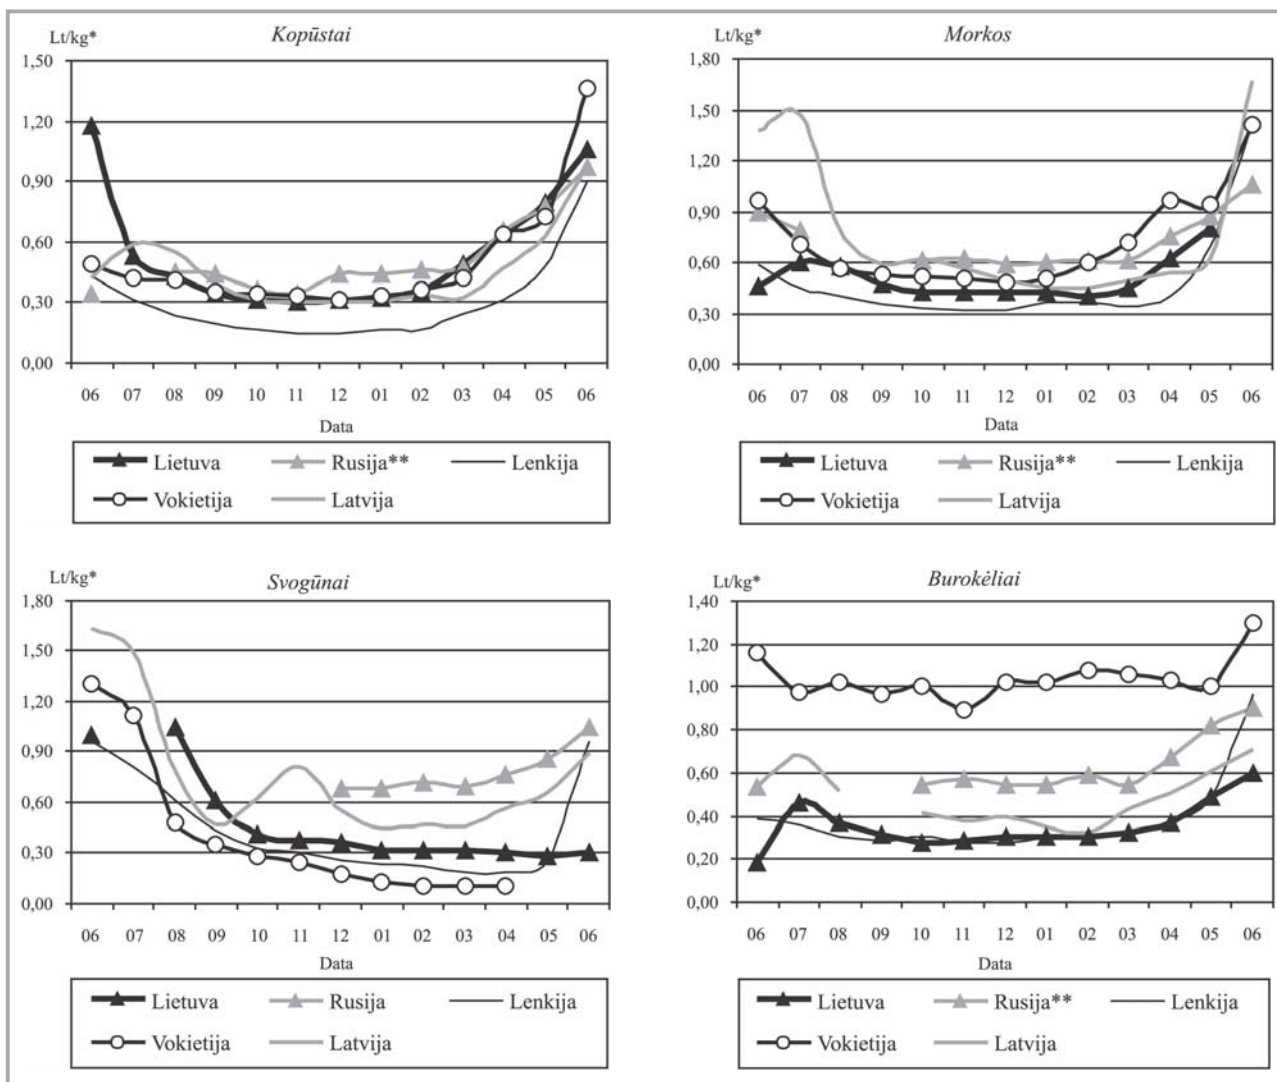 Lt/kg*
Kopūstai
1,50
1,20
0,90
0,60
0,30
0,00
06 07 08 09 10 11 12 01 02 03 04 05 06
Data
Lietuva Rusija** Lenkija
Vokietija Latvija
Lt/kg*
Morkos
1,80
1,50
1,20
0,90
0,60
0,30
0,00
06 07 08 09 10 11 12 01 02 03 04 05 06
Data
Lietuva Rusija** Lenkija
Vokietija Latvija
Lt/kg*
Svogūnai
1,80
1,50
1,20
0,90
0,60
0,30
0,00
06 07 08 09 10 11 12 01 02 03 04 05 06
Data
Lietuva Rusija Lenkija
Vokietija Latvija
Lt/kg*
Burokėliai
1,40
1,20
1,00
0,80
0,60
0,40
0,20
0,00
06 07 08 09 10 11 12 01 02 03 04 05 06
Data
Lietuva Rusija** Lenkija
Vokietija Latvija